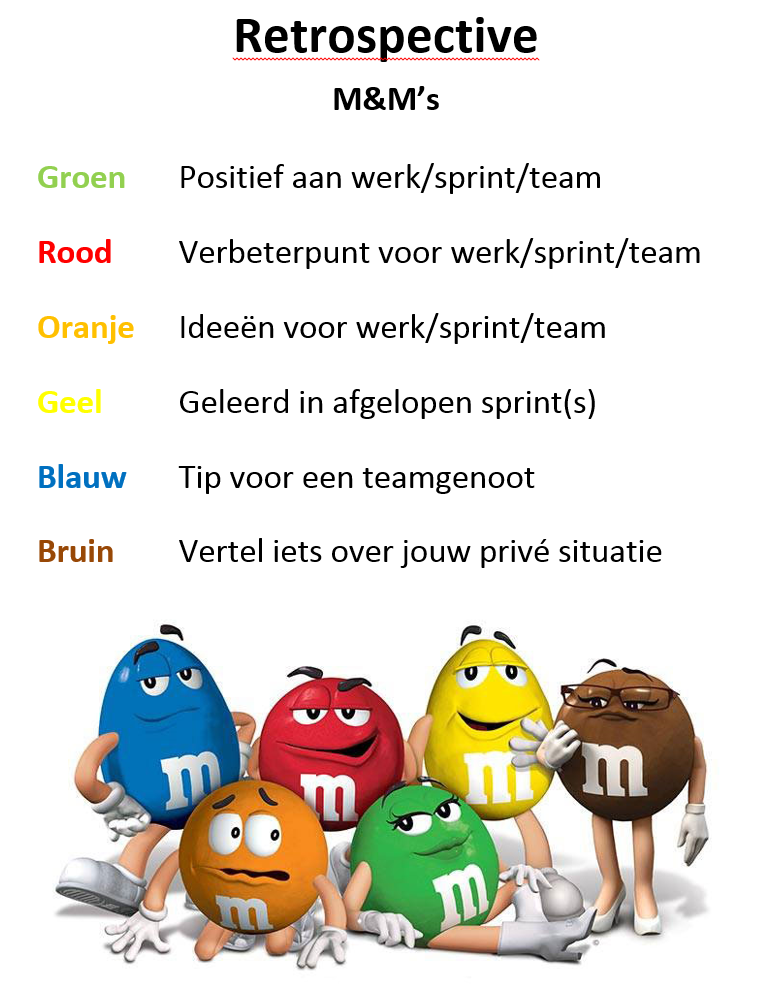 Retrospective
M&M’s
Groen Positief aan werk/sprint/team
Rood Verbeterpunt voor werk/sprint/team
Oranje Ideeën voor werk/sprint/team
Geel Geleerd in afgelopen sprint(s)
Blauw Tip voor een teamgenoot
Bruin Vertel iets over jouw privé situatie
m m m m
m m